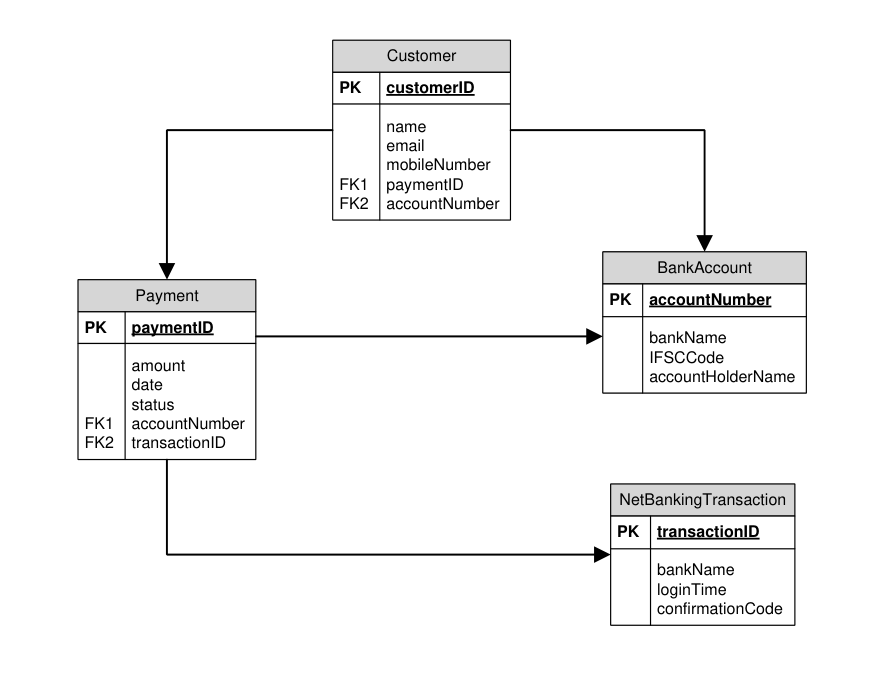 Customer
PK customerID
name
email
mobileNumber
FK1 paymentID
FK2 accountNumber
BankAccount
PK accountNumber
bankName
IFSCCode
accountHolderName
Payment
PK paymentID
amount
date
status
FK1 accountNumber
FK2 transactionID
NetBankingTransaction
PK transactionID
bankName
loginTime
confirmationCode